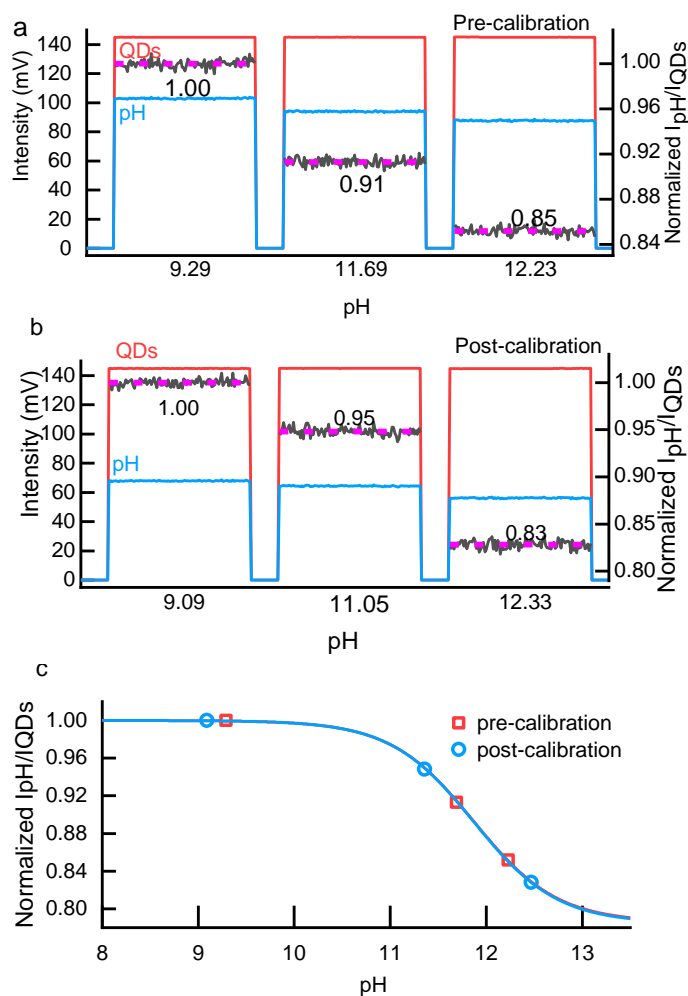 a
Pre-calibration
QDs
1.00
pH
0.91
0.85
140
120
100
80
60
40
20
0
Intensity (mV)
1.00
0.96
0.92
0.88
0.84
Normalized IpH/IQDs
9.29 11.69 12.23
pH
b
QDs
Post-calibration
1.00
0.95
pH
0.83
140
120
100
80
60
40
20
0
Intensity (mV)
1.00
0.95
0.90
0.85
0.80
Normalized IpH/IQDs
9.09 11.05 12.33
pH
c
1.00
0.96
0.92
0.88
0.84
0.80
Normalized IpH/IQDs
pre-calibration
post-calibration
8 9 10 11 12 13
pH